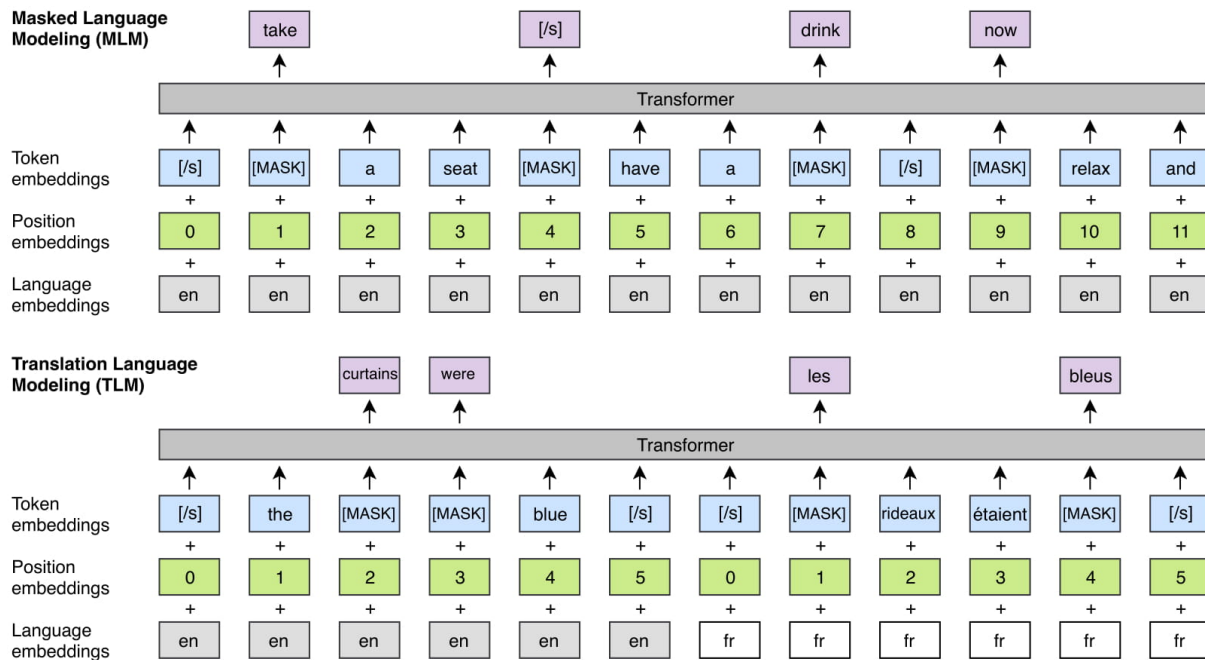 Masked Language
Modeling (MLM)
take [/s] drink now
Transformer
Token
embeddings
[/s] [MASK] a seat [MASK] have a [MASK] [/s] [MASK] relax and
+ + + + + + + + + + + +
Position
embeddings
0 1 2 3 4 5 6 7 8 9 10 11
+ + + + + + + + + + + +
Language
embeddings
en en en en en en en en en en en en
Translation Language
Modeling (TLM)
curtains were les bleus
Transformer
Token
embeddings
[/s] the [MASK] [MASK] blue [/s] [/s] [MASK] rideaux étaient [MASK] [/s]
+ + + + + + + + + + + +
Position
embeddings
0 1 2 3 4 5 0 1 2 3 4 5
+ + + + + + + + + + + +
Language
embeddings
en en en en en en fr fr fr fr fr fr